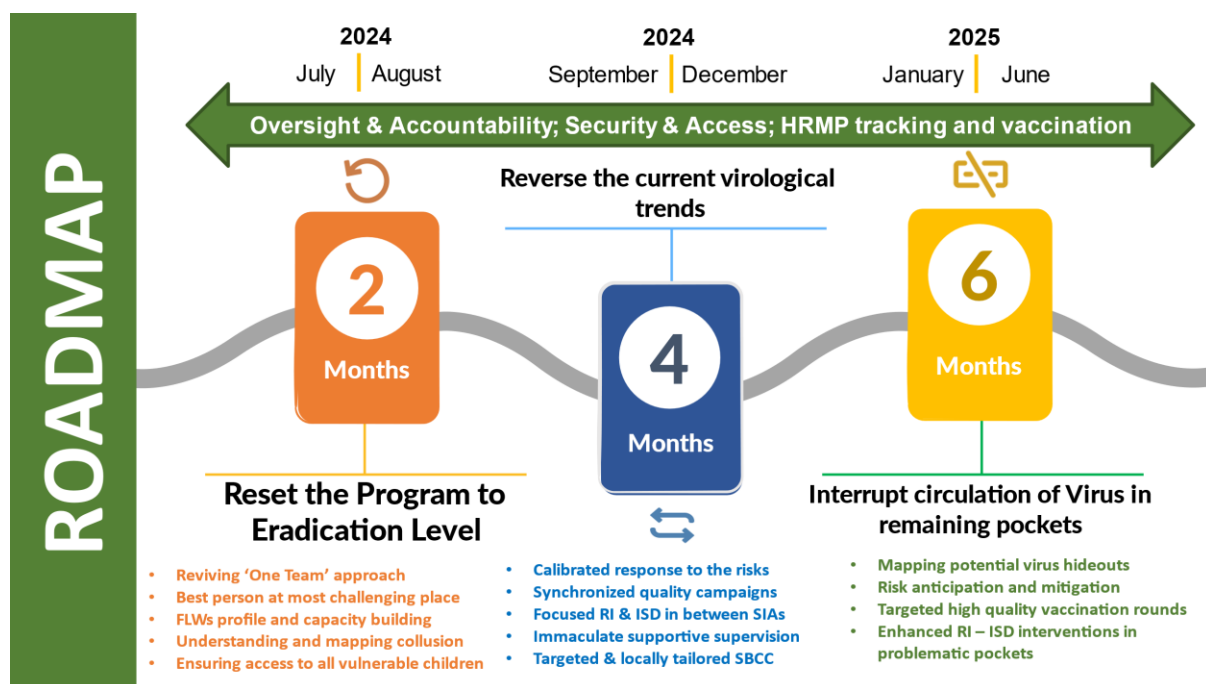 ROADMAP
2024
July August
2024
September December
2025
January June
Oversight & Accountability; Security & Access; HRMP tracking and vaccination
2
Months
Reset the Program to
Eradication Level
• Reviving ‘One Team’ approach
• Best person at most challenging place
• FLWs profile and capacity building
• Understanding and mapping collusion
• Ensuring access to all vulnerable children
Reverse the current virological
trends
4
Months
• Calibrated response to the risks
• Synchronized quality campaigns
• Focused RI & ISD in between SIAs
• Immaculate supportive supervision
• Targeted & locally tailored SBCC
6
Months
Interrupt circulation of Virus in
remaining pockets
• Mapping potential virus hideouts
• Risk anticipation and mitigation
• Targeted high quality vaccination rounds
• Enhanced RI – ISD interventions in
problematic pockets